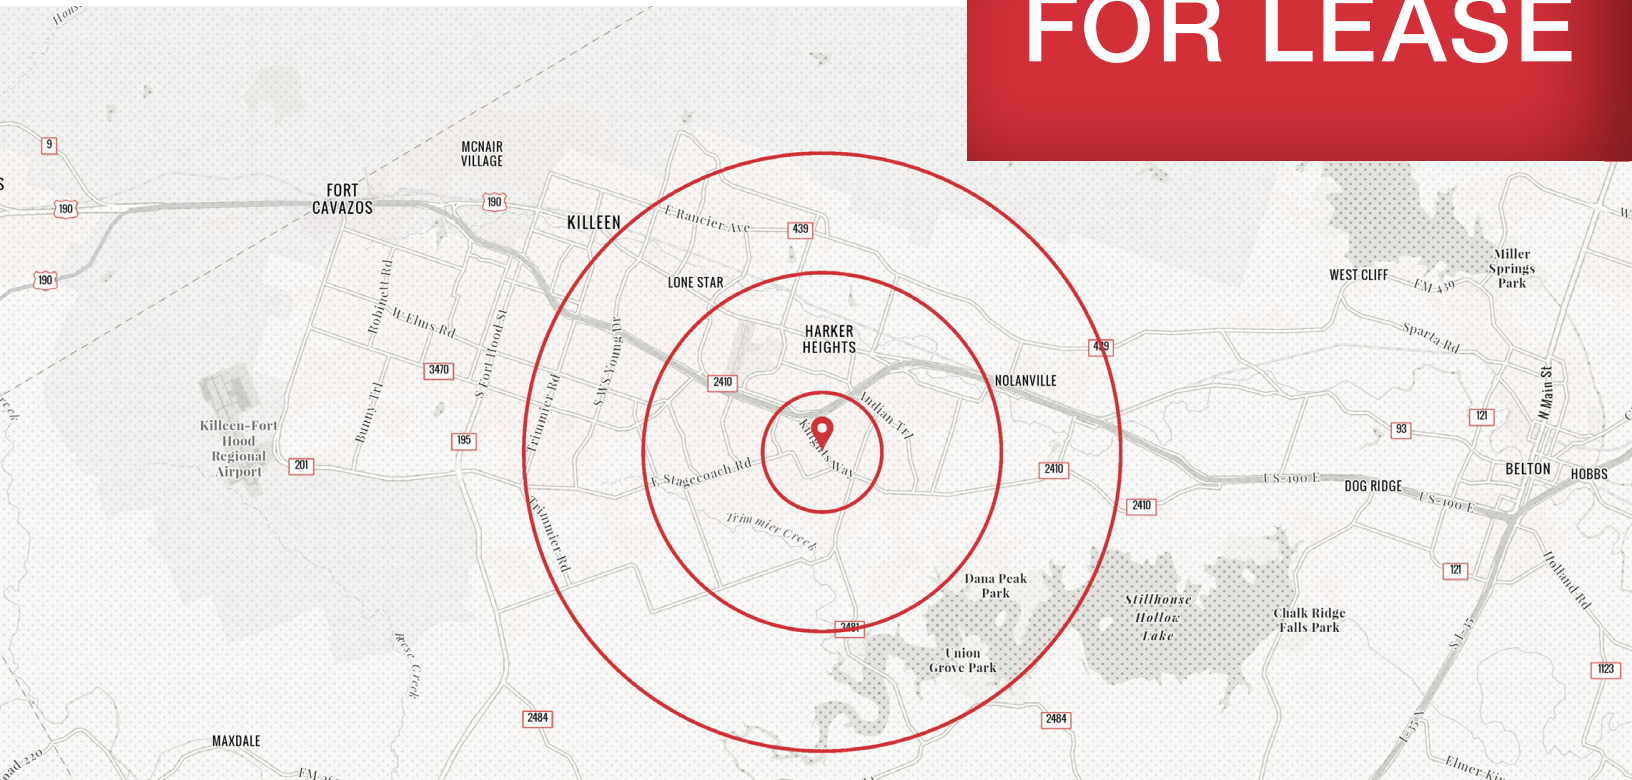 FOR LEASE
9
MCNAIR
VILLAGE
FORT
CAVAZOS
190
190
190
KILLEEN
E Rancier Ave
439
LONE STAR
HARKER
HEIGHTS
WEST CLIFF
FM 439
Miller
Springs
Park
Robinett Rd
W Elms Rd
S Fort Hood St
S WS Young Dr
Sparta Rd
439
3470
2410
NOLANVILLE
Indian Trl
Bunny Trl
Trimmier Rd
Knights Way
N Main St
121
93
Killeen-Fort
Hood
Regional
Airport
195
201
E Stagecoach Rd
2410
2410
US-190 E
DOG RIDGE
US-190 E
BELTON
HOBBS
Trimmier Creek
Trimmier Rd
121
Holland Rd
Dana Peak
Park
Stillhouse
Hollow
Lake
Chalk Ridge
Falls Park
3481
Union
Grove Park
S I-35
Reese Creek
1123
2484
2484
I-35 N
MAXDALE